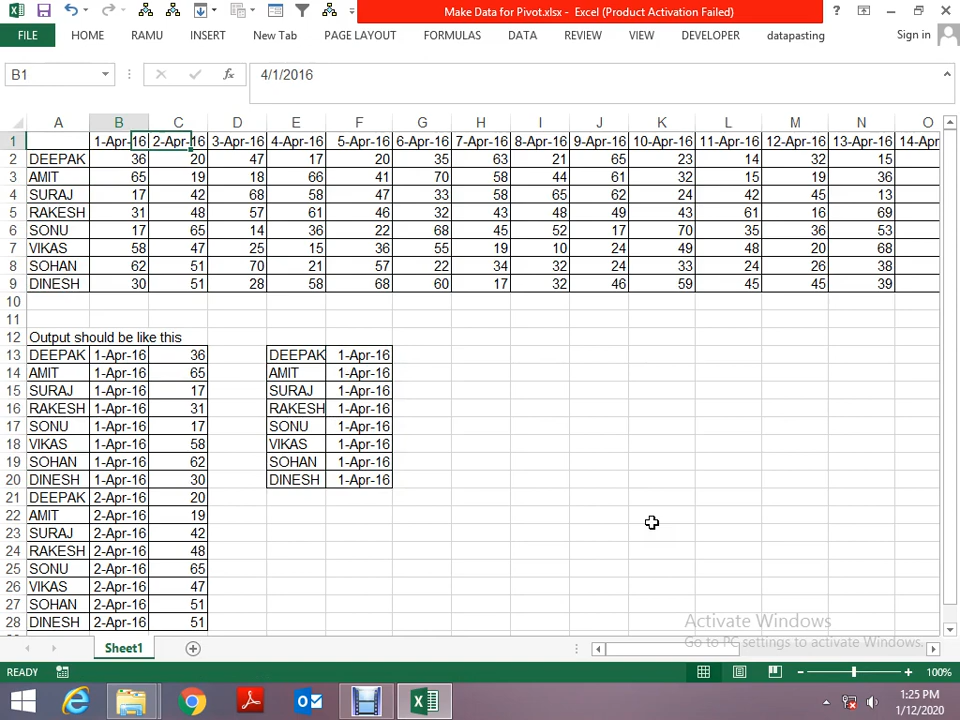 Make Data for Pivot.xlsx - Excel (Product Activation Failed)
FILE HOME RAMU INSERT New Tab PAGE LAYOUT FORMULAS DATA REVIEW VIEW DEVELOPER datapasting Sign in
B1 fx 4/1/2016
A B C D E F G H I J K L M N O
1 1-Apr-16 2-Apr-16 3-Apr-16 4-Apr-16 5-Apr-16 6-Apr-16 7-Apr-16 8-Apr-16 9-Apr-16 10-Apr-16 11-Apr-16 12-Apr-16 13-Apr-16 14-Apr
2 DEEPAK 36 20 47 17 20 35 63 21 65 23 14 32 15
3 AMIT 65 19 18 66 41 70 58 44 61 32 15 19 36
4 SURAJ 17 42 68 58 47 33 58 65 62 24 42 45 13
5 RAKESH 31 48 57 61 46 32 43 48 49 43 61 16 69
6 SONU 17 65 14 36 22 68 45 52 17 70 35 36 53
7 VIKAS 58 47 25 15 36 55 19 10 24 49 48 20 68
8 SOHAN 62 51 70 21 57 22 34 32 24 33 24 26 38
9 DINESH 30 51 28 58 68 60 17 32 46 59 45 45 39
10
11
12 Output should be like this
13 DEEPAK 1-Apr-16 36 DEEPAK 1-Apr-16
14 AMIT 1-Apr-16 65 AMIT 1-Apr-16
15 SURAJ 1-Apr-16 17 SURAJ 1-Apr-16
16 RAKESH 1-Apr-16 31 RAKESH 1-Apr-16
17 SONU 1-Apr-16 17 SONU 1-Apr-16
18 VIKAS 1-Apr-16 58 VIKAS 1-Apr-16
19 SOHAN 1-Apr-16 62 SOHAN 1-Apr-16
20 DINESH 1-Apr-16 30 DINESH 1-Apr-16
21 DEEPAK 2-Apr-16 20
22 AMIT 2-Apr-16 19
23 SURAJ 2-Apr-16 42
24 RAKESH 2-Apr-16 48
25 SONU 2-Apr-16 65
26 VIKAS 2-Apr-16 47
27 SOHAN 2-Apr-16 51
28 DINESH 2-Apr-16 51
Activate Windows
Go to PC settings to activate Windows.
Sheet1
READY 100%
1:25 PM
1/12/2020